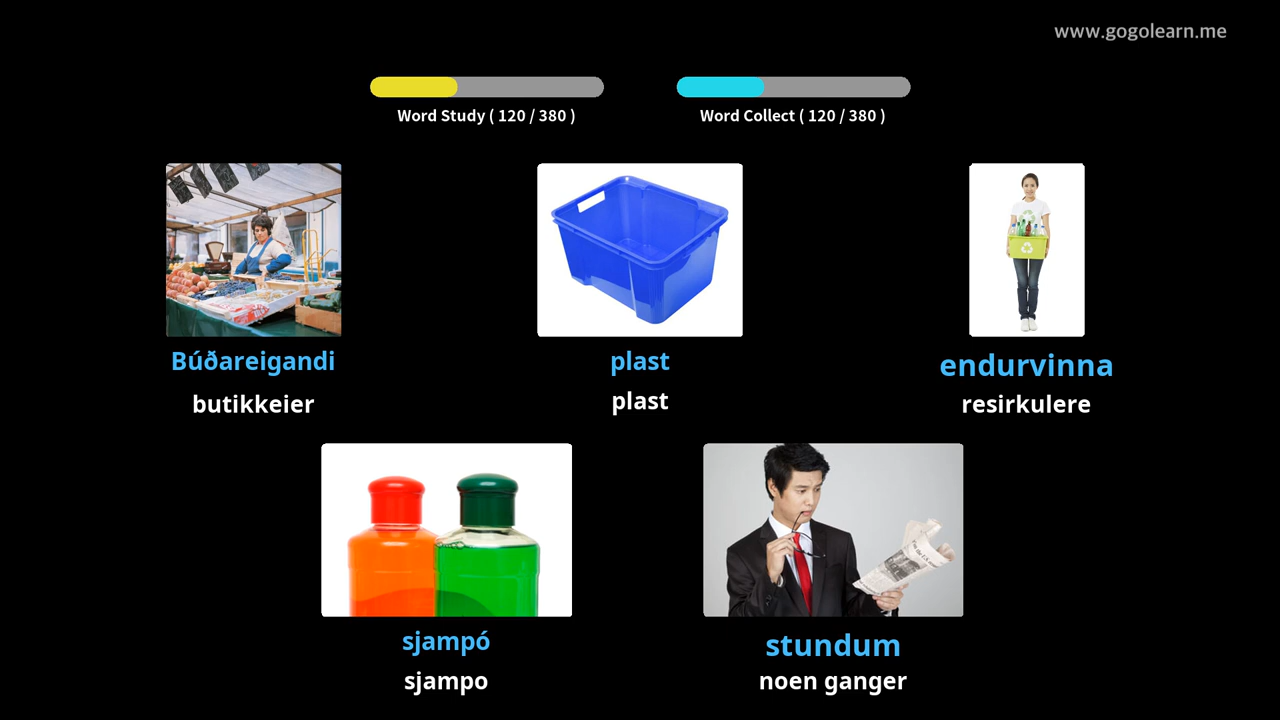 www.gogolearn.me
Word Study ( 120 / 380 )
Word Collect ( 120 / 380 )
Búðareigandi
butikkeier
plast
plast
endurvinna
resirkulere
sjampó
sjampo
stundum
noen ganger